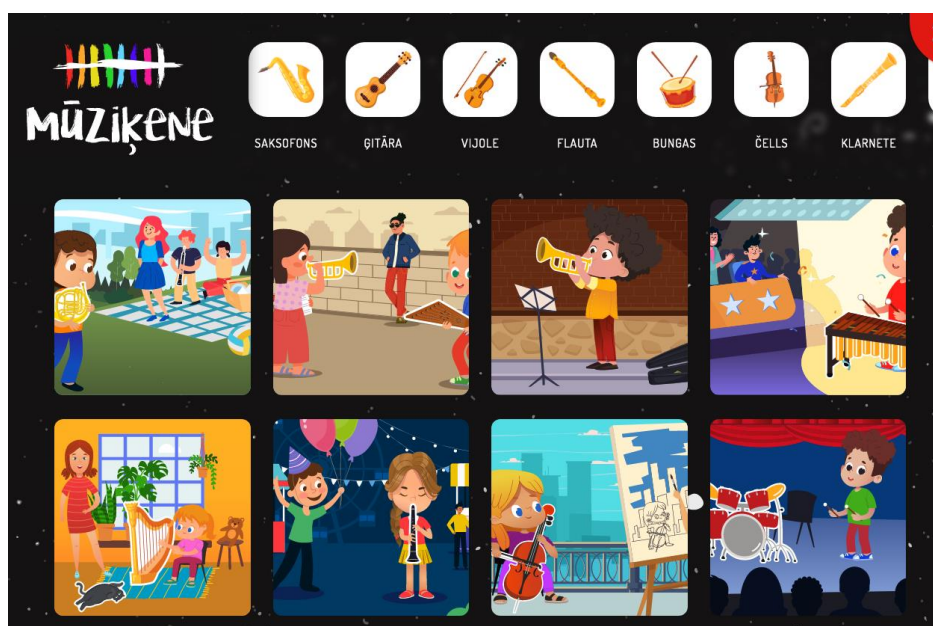 MŪZIĶENE
SAKSOFONS
ĢITĀRA
VIJOLE
FLAUTA
BUNGAS
ČELLS
KLARNETE